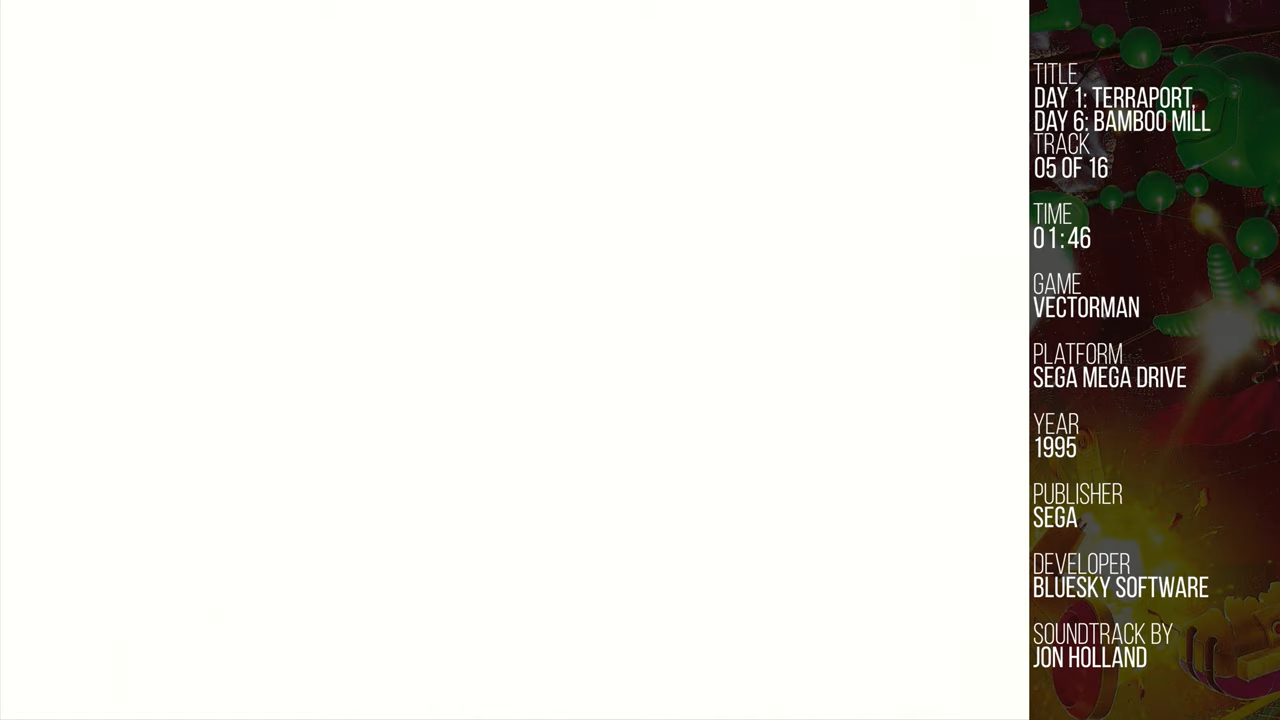 TITLE
DAY 1: TERRAPORT,
DAY 6: BAMBOO MILL
TRACK
05 OF 16
TIME
01:46
GAME
VECTORMAN
PLATFORM
SEGA MEGA DRIVE
YEAR
1995
PUBLISHER
SEGA
DEVELOPER
BLUESKY SOFTWARE
SOUNDTRACK BY
JON HOLLAND